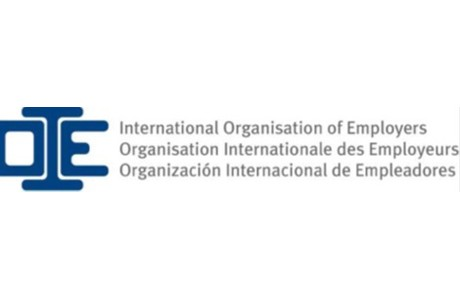 OIE
International Organisation of Employers
Organisation Internationale des Employeurs
Organización Internacional de Empleadores